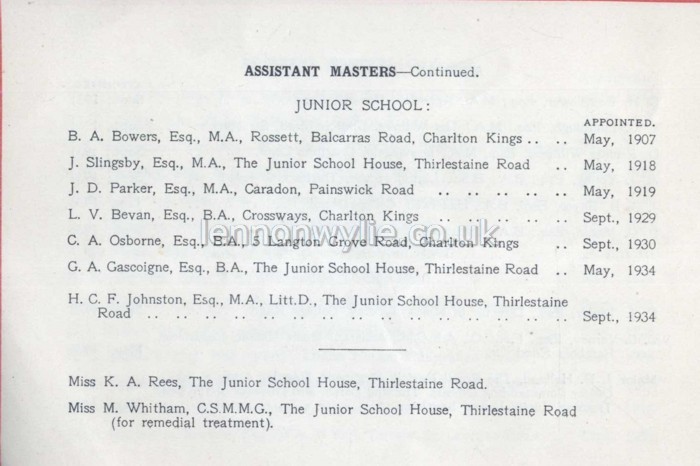 ASSISTANT MASTERS—Continued.
JUNIOR SCHOOL:
APPOINTED.
B. A. Bowers, Esq., M.A., Rossett, Balcarras Road, Charlton Kings .. .. May, 1907
J. Slingsby, Esq., M.A., The Junior School House, Thirlestaine Road .. May, 1918
J. D. Parker, Esq., M.A., Caradon, Painswick Road .. .. .. .. May, 1919
L. V. Bevan, Esq., B.A., Crossways, Charlton Kings .. .. .. .. Sept., 1929
lennonwylie.co.uk
C. A. Osborne, Esq., B.A., 5 Langton Grove Road, Charlton Kings .. Sept., 1930
G. A. Gascoigne, Esq., B.A., The Junior School House, Thirlestaine Road .. May, 1934
H. C. F. Johnston, Esq., M.A., Litt.D., The Junior School House, Thirlestaine
Road .. .. .. .. .. .. .. .. .. .. .. .. .. Sept., 1934
Miss K. A. Rees, The Junior School House, Thirlestaine Road.
Miss M. Whitham, C.S.M.M.G., The Junior School House, Thirlestaine Road
(for remedial treatment).